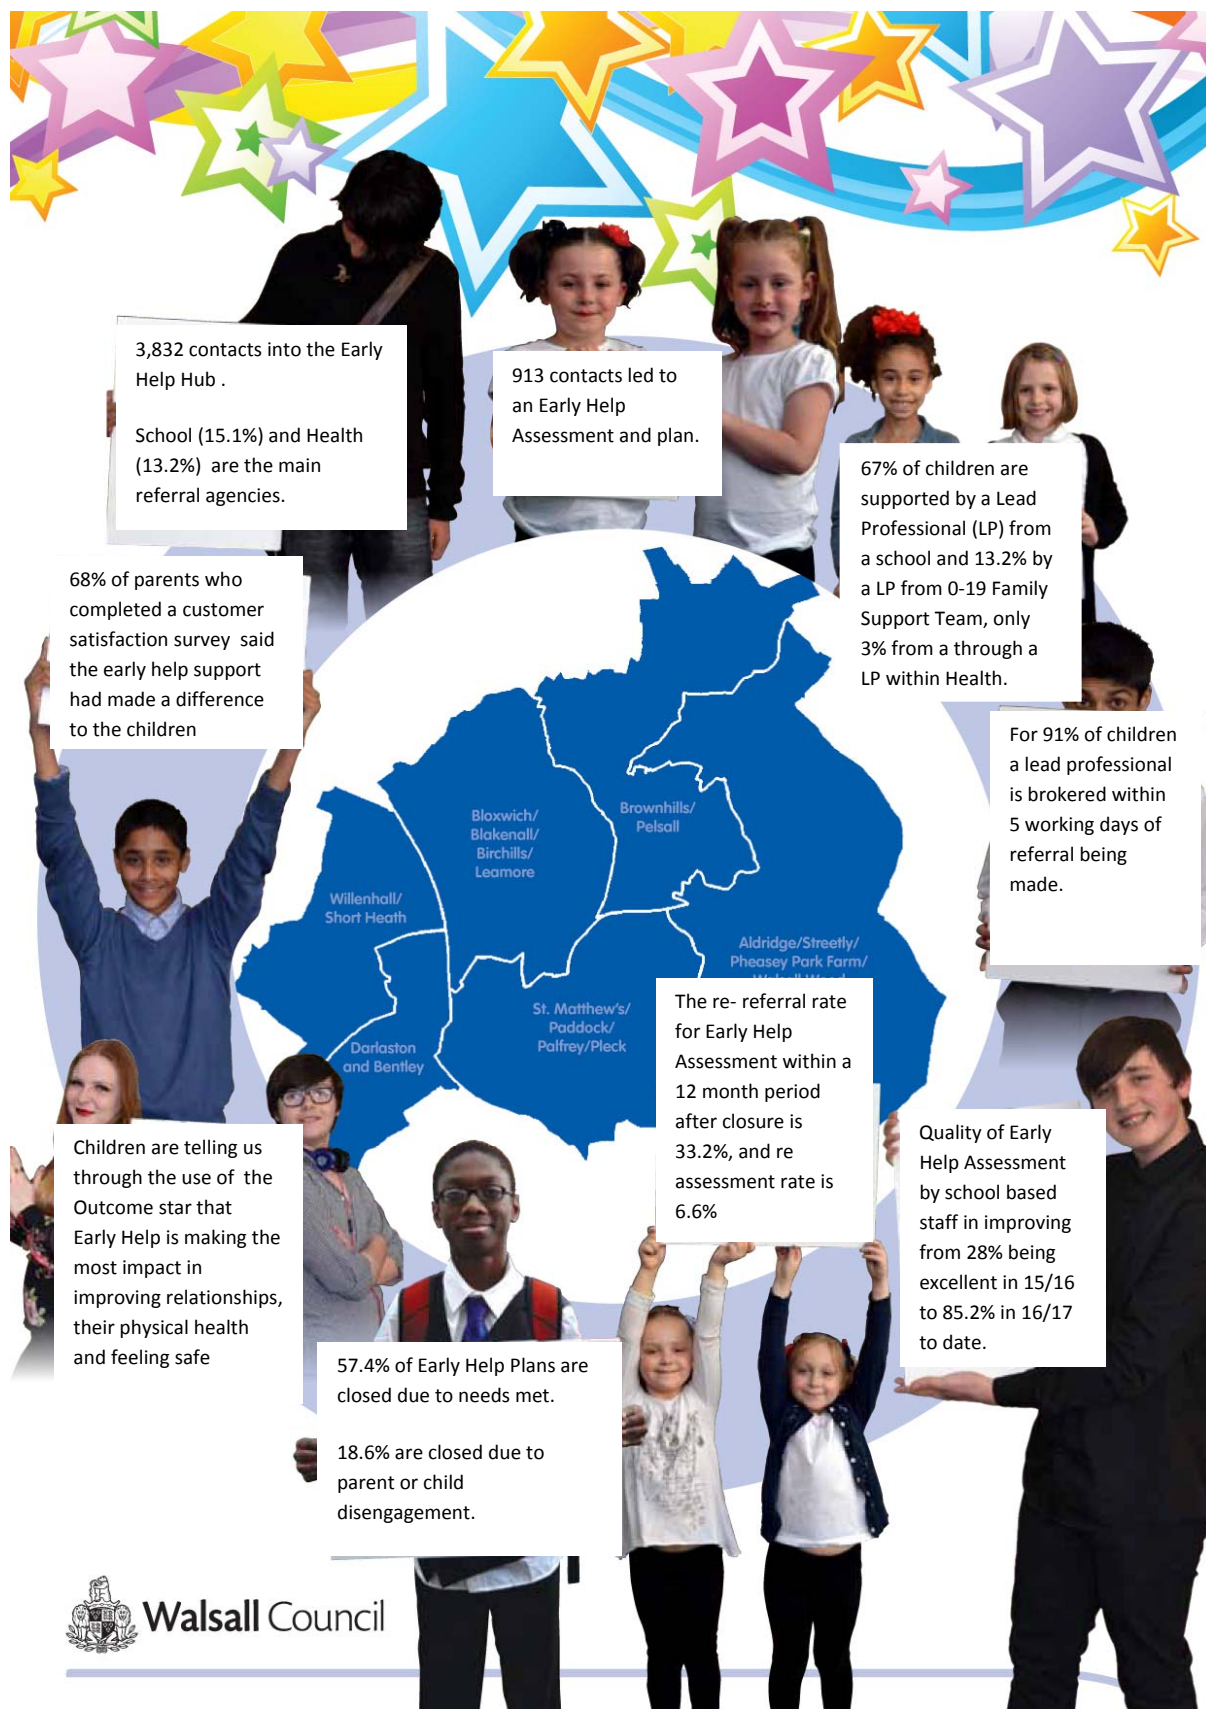 3,832 contacts into the Early
Help Hub .
School (15.1%) and Health
(13.2%)  are the main
referral agencies.
913 contacts led to
an Early Help
Assessment and plan.
67% of children are
supported by a Lead
Professional (LP) from
a school and 13.2% by
a LP from 0-19 Family
Support Team, only
3% from a through a
LP within Health.
68% of parents who
completed a customer
satisfaction survey  said
the early help support
had made a difference
to the children
For 91% of children
a lead professional
is brokered within
5 working days of
referral being
made.
Bloxwich/
Blakenall/
Birchills/
Leamore
Brownhills/
Pelsall
Willenhall/
Short Heath
Aldridge/Streetly/
Pheasey Park Farm/
Walsall Wood
St. Matthew's/
Paddock/
Palfrey/Pleck
Darlaston
and Bentley
The re- referral rate
for Early Help
Assessment within a
12 month period
after closure is
33.2%, and re
assessment rate is
6.6%
Quality of Early
Help Assessment
by school based
staff in improving
from 28% being
excellent in 15/16
to 85.2% in 16/17
to date.
Children are telling us
through the use of  the
Outcome star that
Early Help is making the
most impact in
improving relationships,
their physical health
and feeling safe
57.4% of Early Help Plans are
closed due to needs met.
18.6% are closed due to
parent or child
disengagement.
Walsall Council